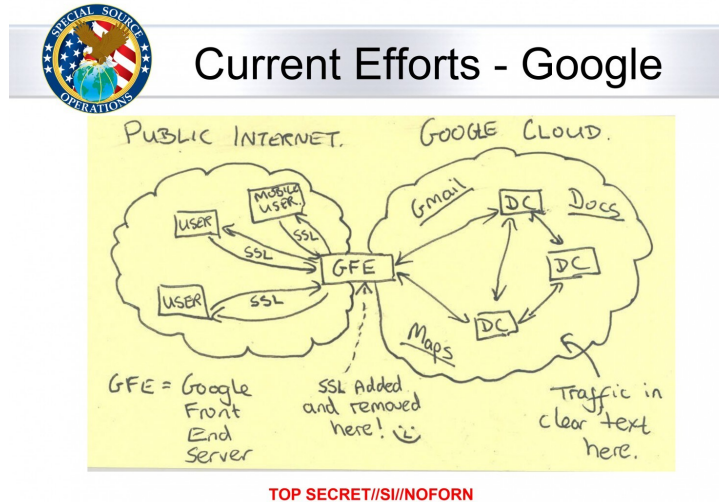 SPECIAL SOURCE
OPERATIONS
Current Efforts - Google
PUBLIC INTERNET.
GOOGLE CLOUD.
MOBILE
USER.
USER
SSL
SSL
USER
SSL
GFE
Gmail
DC
Docs
DC
DC
Maps
GFE = Google
Front
End
Server
SSL Added
and removed
here!
Traffic in
clear text
here.
TOP SECRET//SI//NOFORN